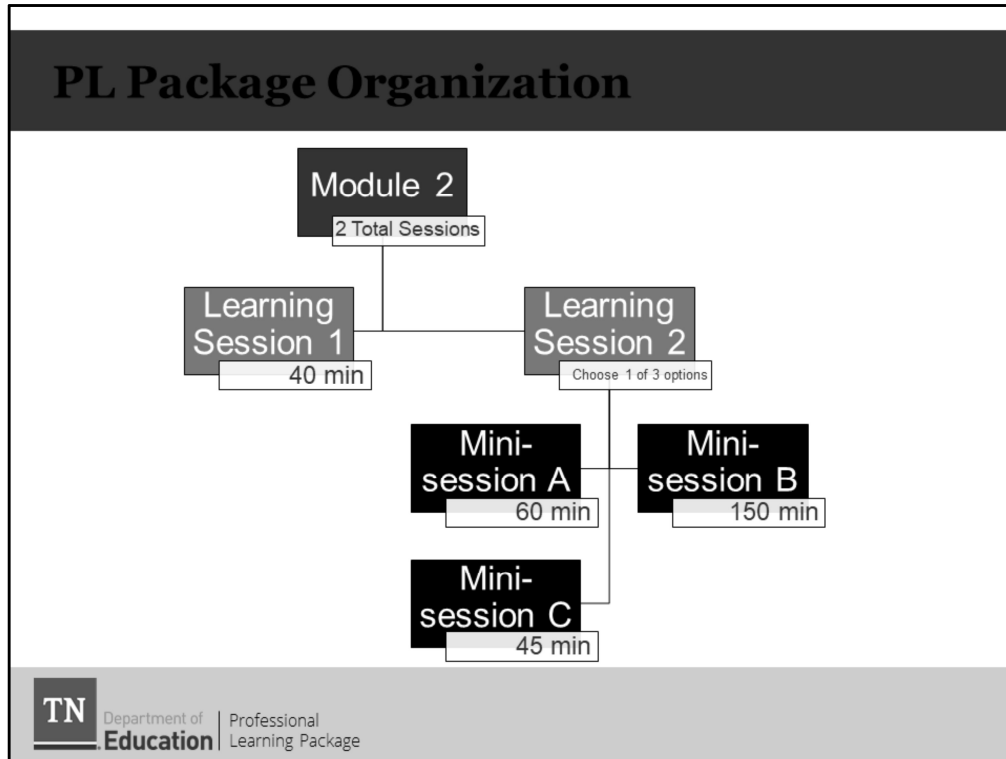 PL Package Organization
Module 2
2 Total Sessions
Learning
Session 1
40 min
Learning
Session 2
Choose 1 of 3 options
Mini-
session A
60 min
Mini-
session B
150 min
Mini-
session C
45 min
TN
Department of
Education
Professional
Learning Package